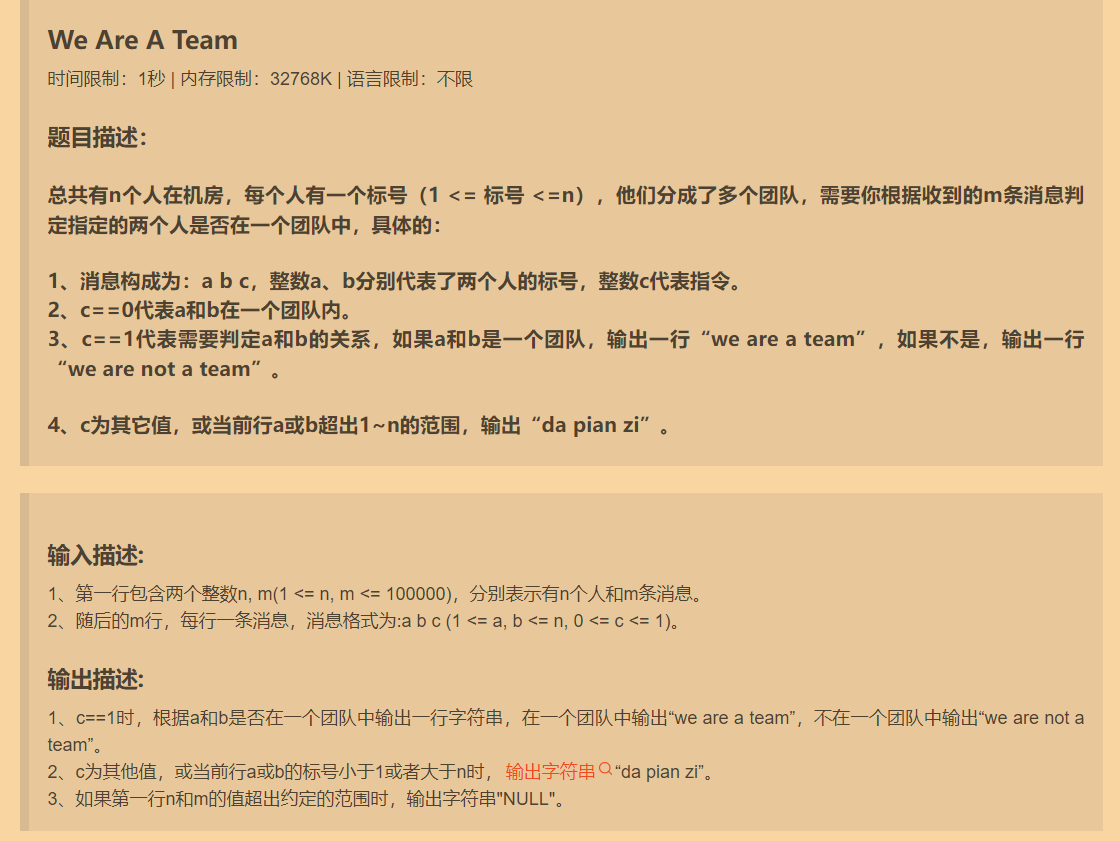 We Are A Team
时间限制：1秒 | 内存限制：32768K | 语言限制：不限
题目描述：
总共有n个人在机房，每个人有一个标号（1 <= 标号 <=n），他们分成了多个团队，需要你根据收到的m条消息判
定指定的两个人是否在一个团队中，具体的：
1、消息构成为：a b c，整数a、b分别代表了两个人的标号，整数c代表指令。
2、c==0代表a和b在一个团队内。
3、c==1代表需要判定a和b的关系，如果a和b是一个团队，输出一行“we are a team”，如果不是，输出一行
“we are not a team”。
4、c为其它值，或当前行a或b超出1~n的范围，输出“da pian zi”。
输入描述:
1、第一行包含两个整数n, m(1 <= n, m <= 100000)，分别表示有n个人和m条消息。
2、随后的m行，每行一条消息，消息格式为:a b c (1 <= a, b <= n, 0 <= c <= 1)。
输出描述:
1、c==1时，根据a和b是否在一个团队中输出一行字符串，在一个团队中输出“we are a team”，不在一个团队中输出“we are not a
team”。
2、c为其他值，或当前行a或b的标号小于1或者大于n时，输出字符串“da pian zi”。
3、如果第一行n和m的值超出约定的范围时，输出字符串"NULL"。